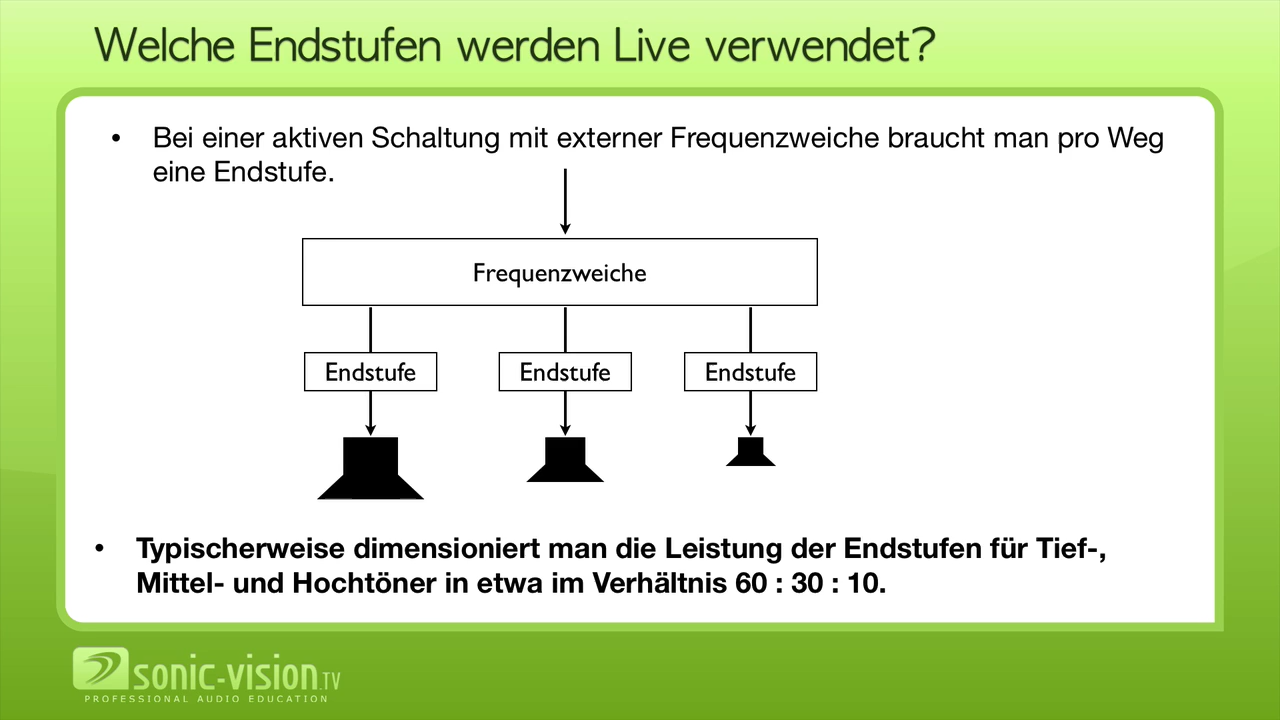 Welche Endstufen werden Live verwendet?
• Bei einer aktiven Schaltung mit externer Frequenzweiche braucht man pro Weg
eine Endstufe.
Frequenzweiche
Endstufe Endstufe Endstufe
• Typischerweise dimensioniert man die Leistung der Endstufen für Tief-,
Mittel- und Hochtöner in etwa im Verhältnis 60 : 30 : 10.
sonic-vision.TV
PROFESSIONAL AUDIO EDUCATION